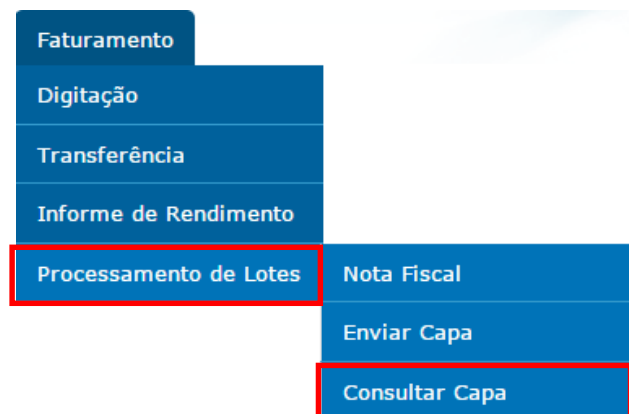 Faturamento
Digitação
Transferência
Informe de Rendimento
Processamento de Lotes
Nota Fiscal
Enviar Capa
Consultar Capa